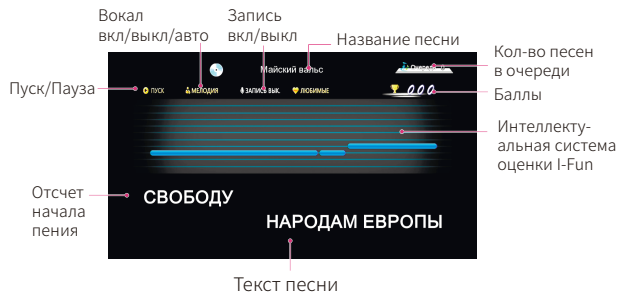 Вокал
вкл/выкл/авто
Запись
вкл/выкл
Название песни
Кол-во песен
в очереди
Майский вальс
Пуск/Пауза
ПУСК
МЕЛОДИЯ
ЗАПИСЬ ВЫК.
ЛЮБИМЫЕ
000
Баллы
Интеллекту-
альная система
оценки I-Fun
Отсчет
начала
пения
СВОБОДУ
НАРОДАМ ЕВРОПЫ
Текст песни